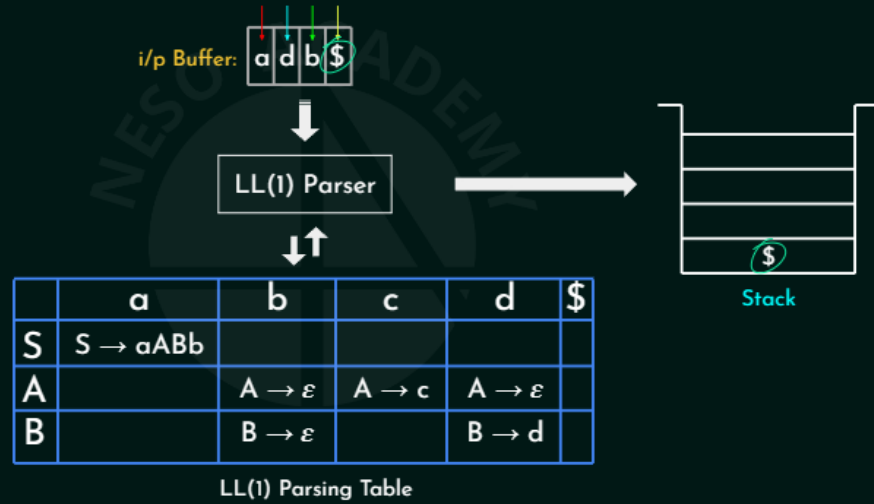 i/p Buffer: a d b $
LL(1) Parser
$
Stack
a b c d $
S S → aABb
A A → ε A → c A → ε
B B → ε B → d
LL(1) Parsing Table
NESO ACADEMY